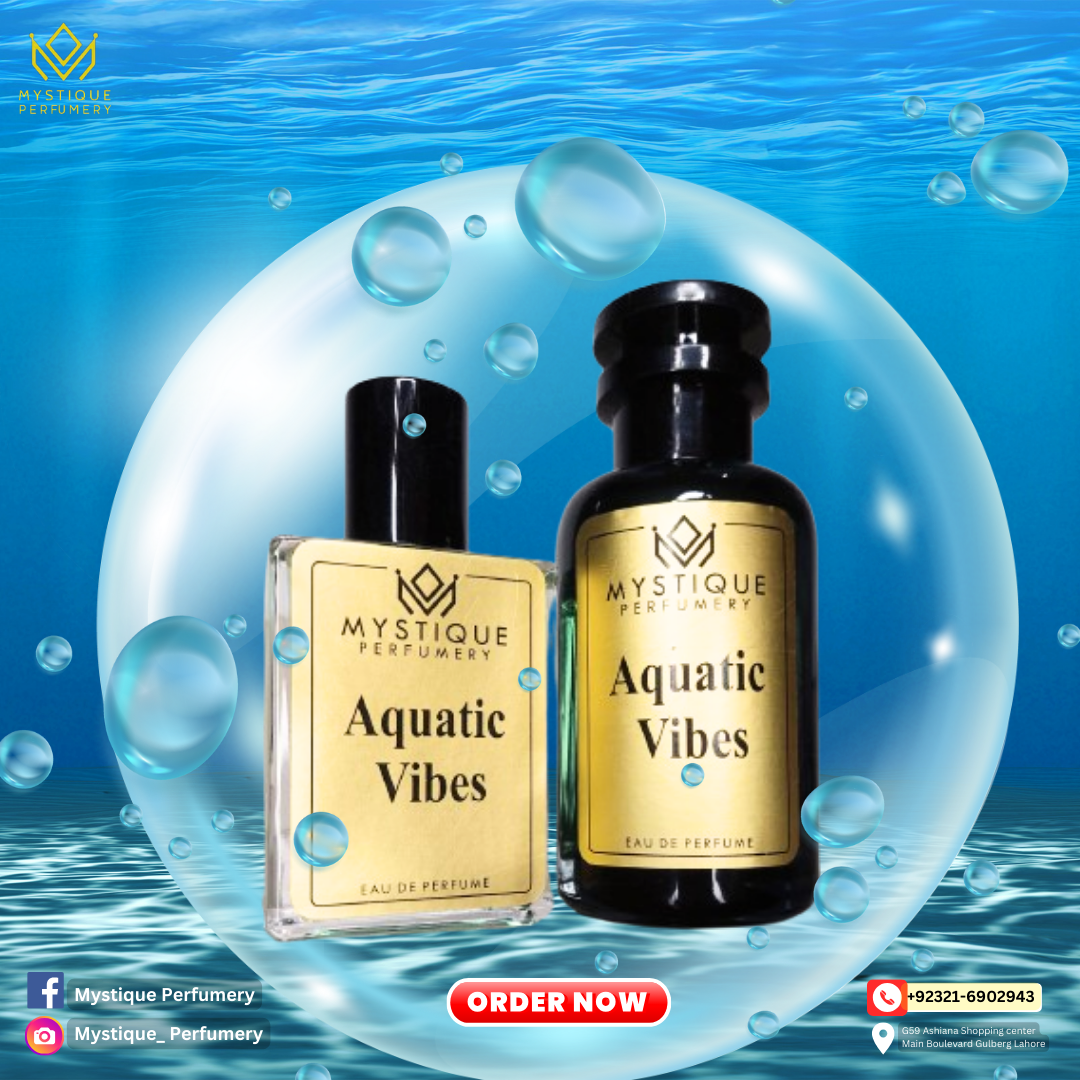 MYSTIQUE
PERFUMERY
MYSTIQUE
PERFUMERY
Aquatic
Vibes
EAU DE PERFUME
MYSTIQUE
PERFUMERY
Aquatic
Vibes
EAU DE PERFUME
Mystique Perfumery
Mystique_ Perfumery
ORDER NOW
+92321-6902943
G59 Ashiana Shopping center
Main Boulevard Gulberg Lahore